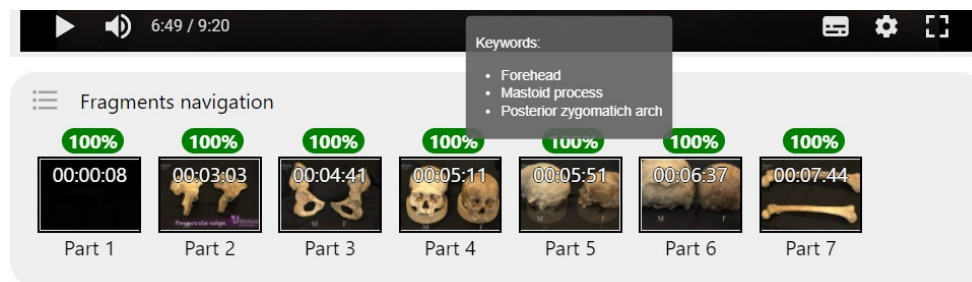 6:49 / 9:20
Keywords:
Forehead
Mastoid process
Posterior zygomatich arch
Fragments navigation
100% 100% 100% 100% 100% 100% 100%
00:00:08 00:03:03 00:04:41 00:05:11 00:05:51 00:06:37 00:07:44
M F M F
Part 1 Part 2 Part 3 Part 4 Part 5 Part 6 Part 7